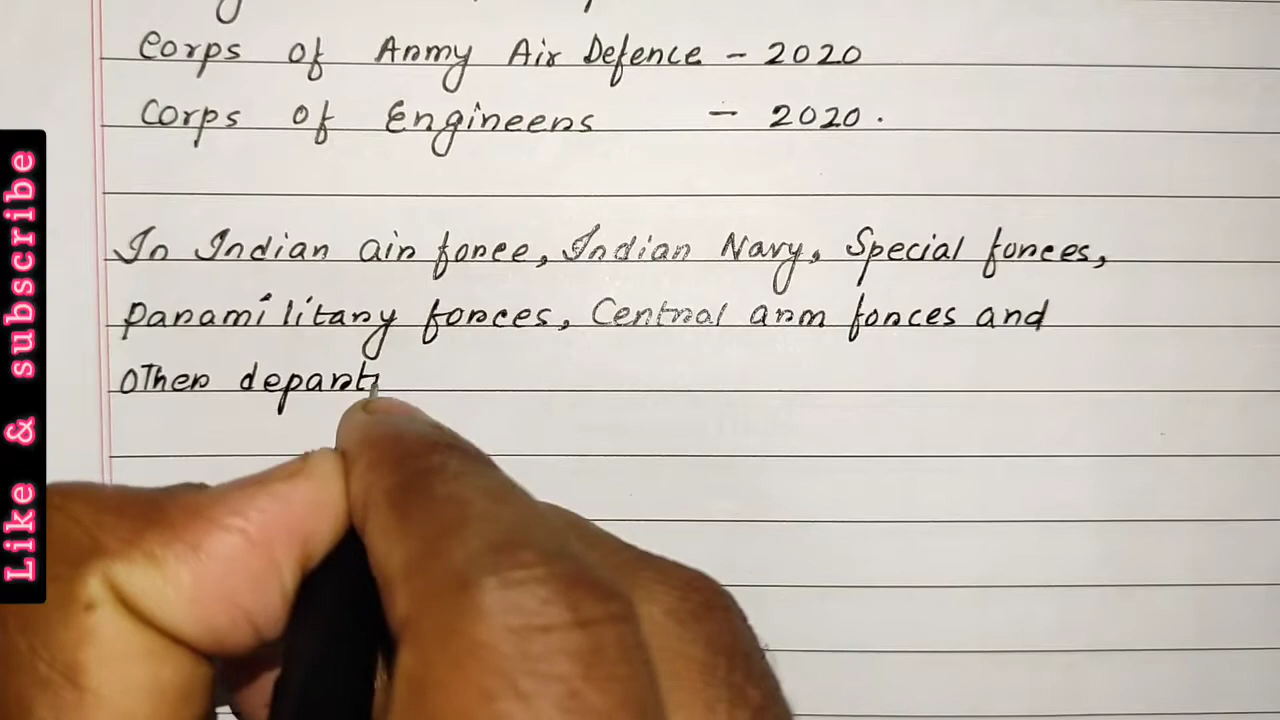 Corps of Army Air Defence - 2020
Corps of Engineers - 2020.
In Indian air force, Indian Navy, Special forces,
paramilitary forces, Central arm forces and
other depart
Like & subscribe